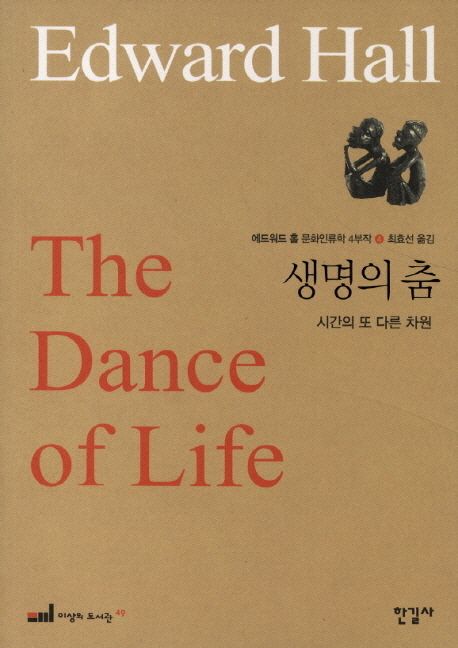 Edward Hall
에드워드 홀 문화인류학 4부작 4 최효선 옮김
생명의 춤
시간의 또 다른 차원
The
Dance
of Life
이상의 도서관 49
한길사